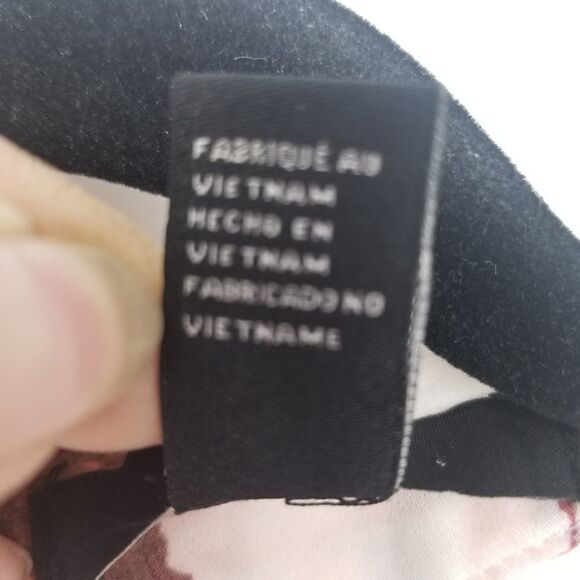 FABRIQUÉ AU
VIETNAM
HECHO EN
VIETNAM
FABRICADO NO
VIETNAME